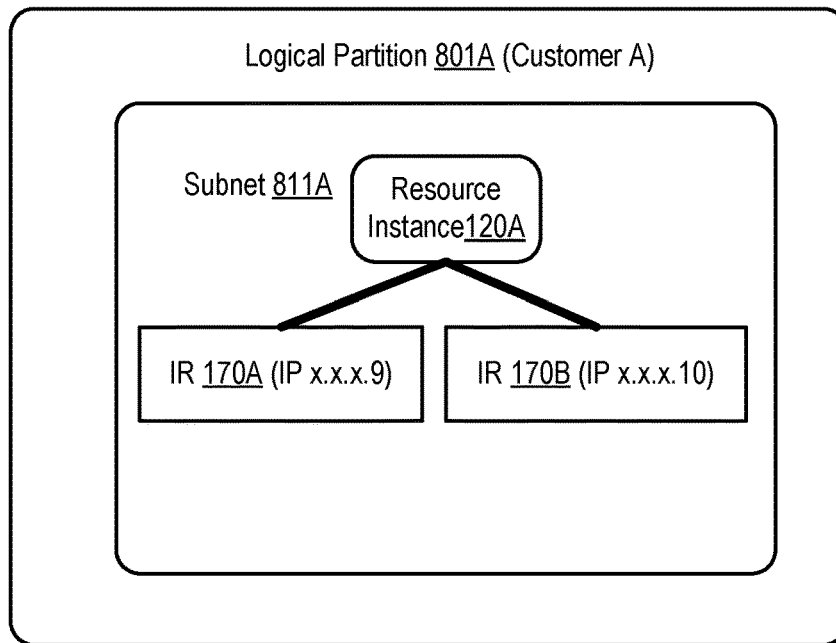 Logical Partition 801A (Customer A)
Subnet 811A
Resource
Instance120A
IR 170A (IP x.x.x.9)
IR 170B (IP x.x.x.10)